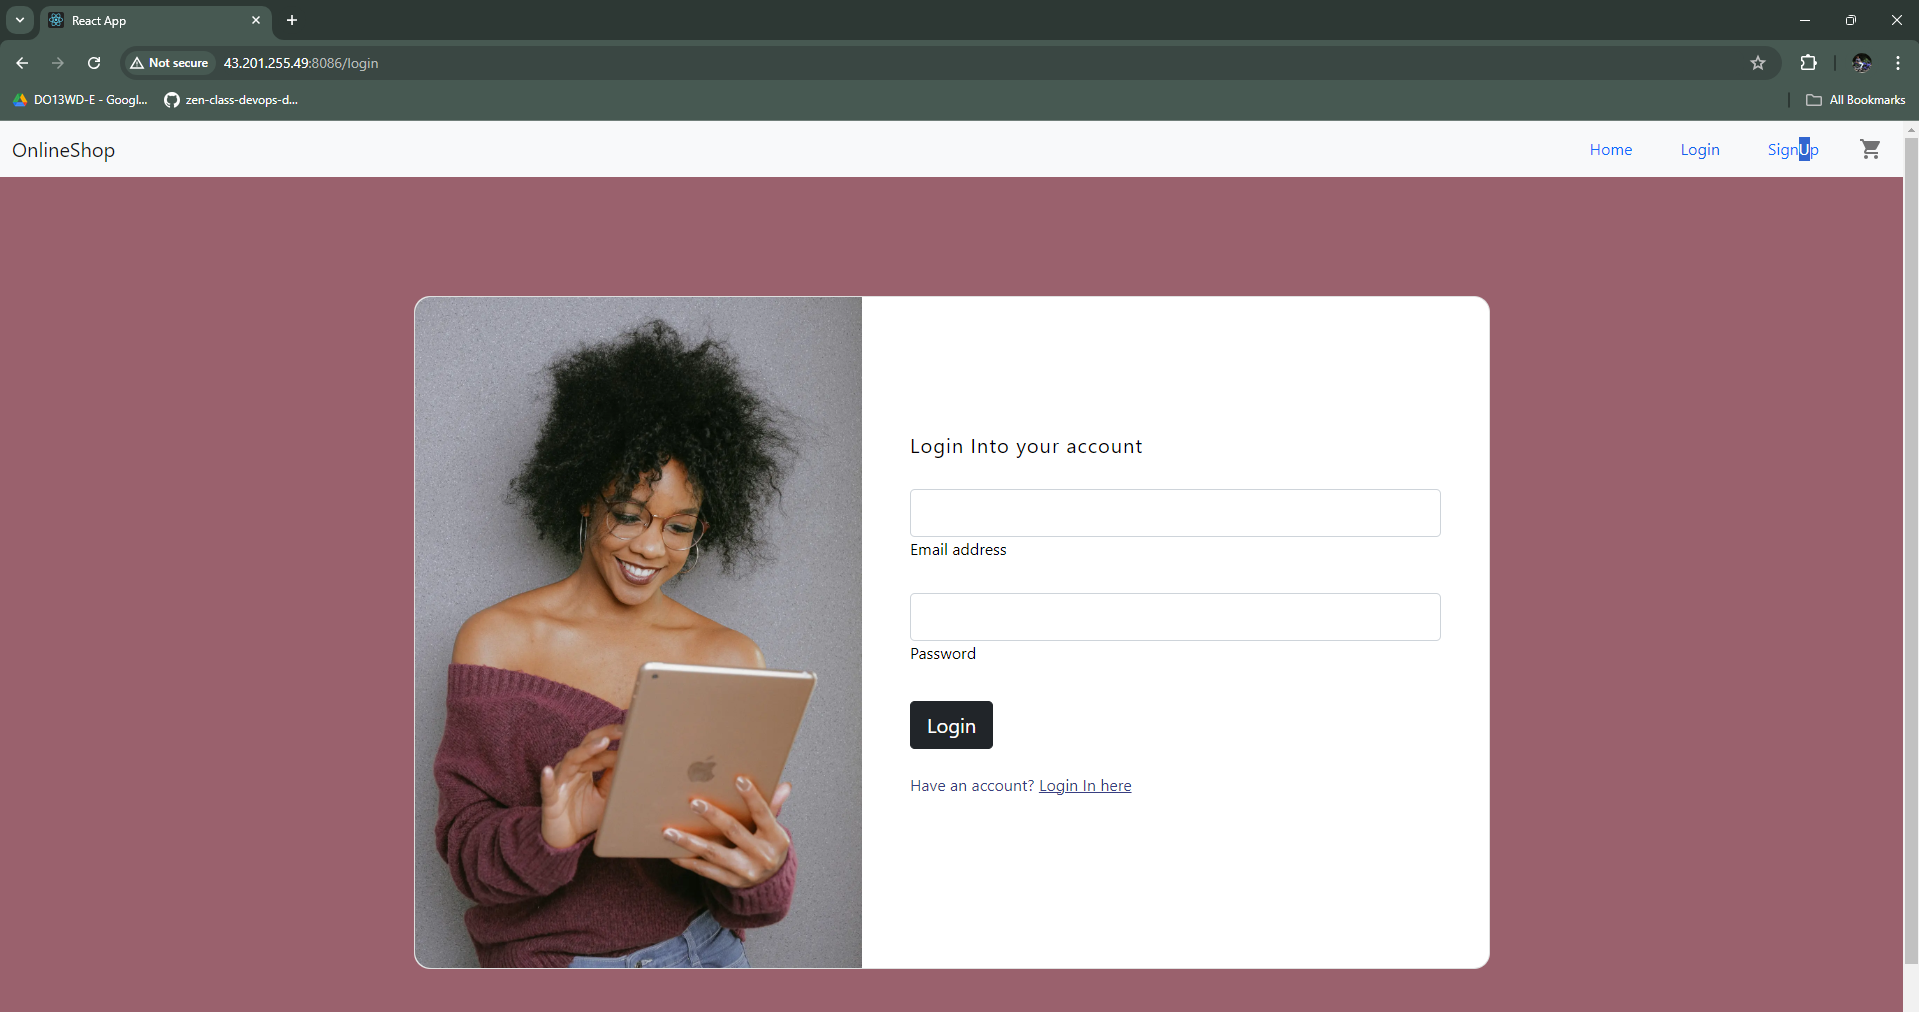 React App
Not secure
43.201.255.49:8086/login
DO13WD-E - Googl...
zen-class-devops-d...
All Bookmarks
OnlineShop
Home
Login
SignUp
Login Into your account
Email address
Password
Login
Have an account? Login In here